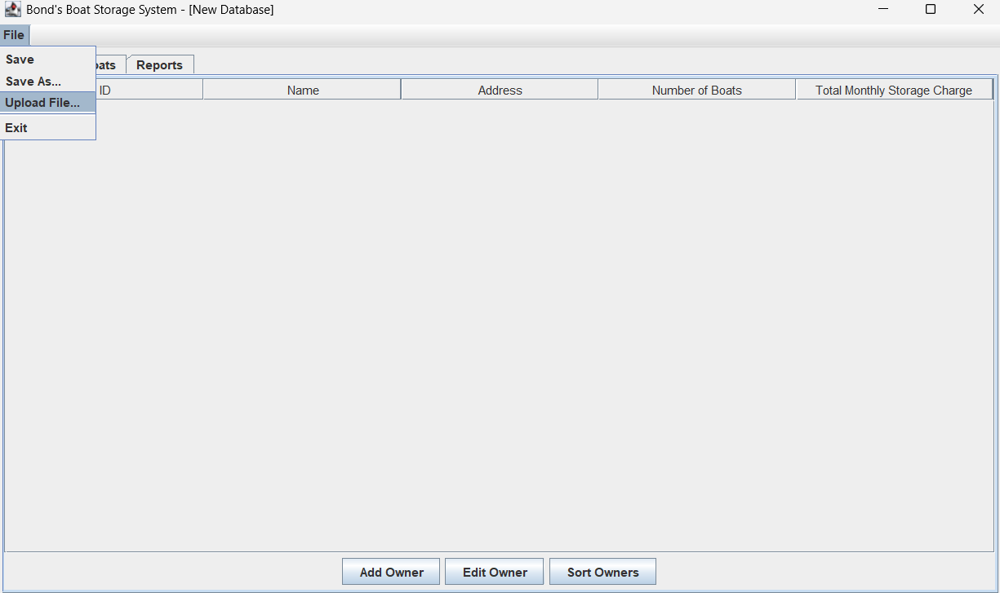 Bond's Boat Storage System - [New Database]
File
Save
Save As...
Upload File...
Exit
Reports
ID Name Address Number of Boats Total Monthly Storage Charge
Add Owner Edit Owner Sort Owners